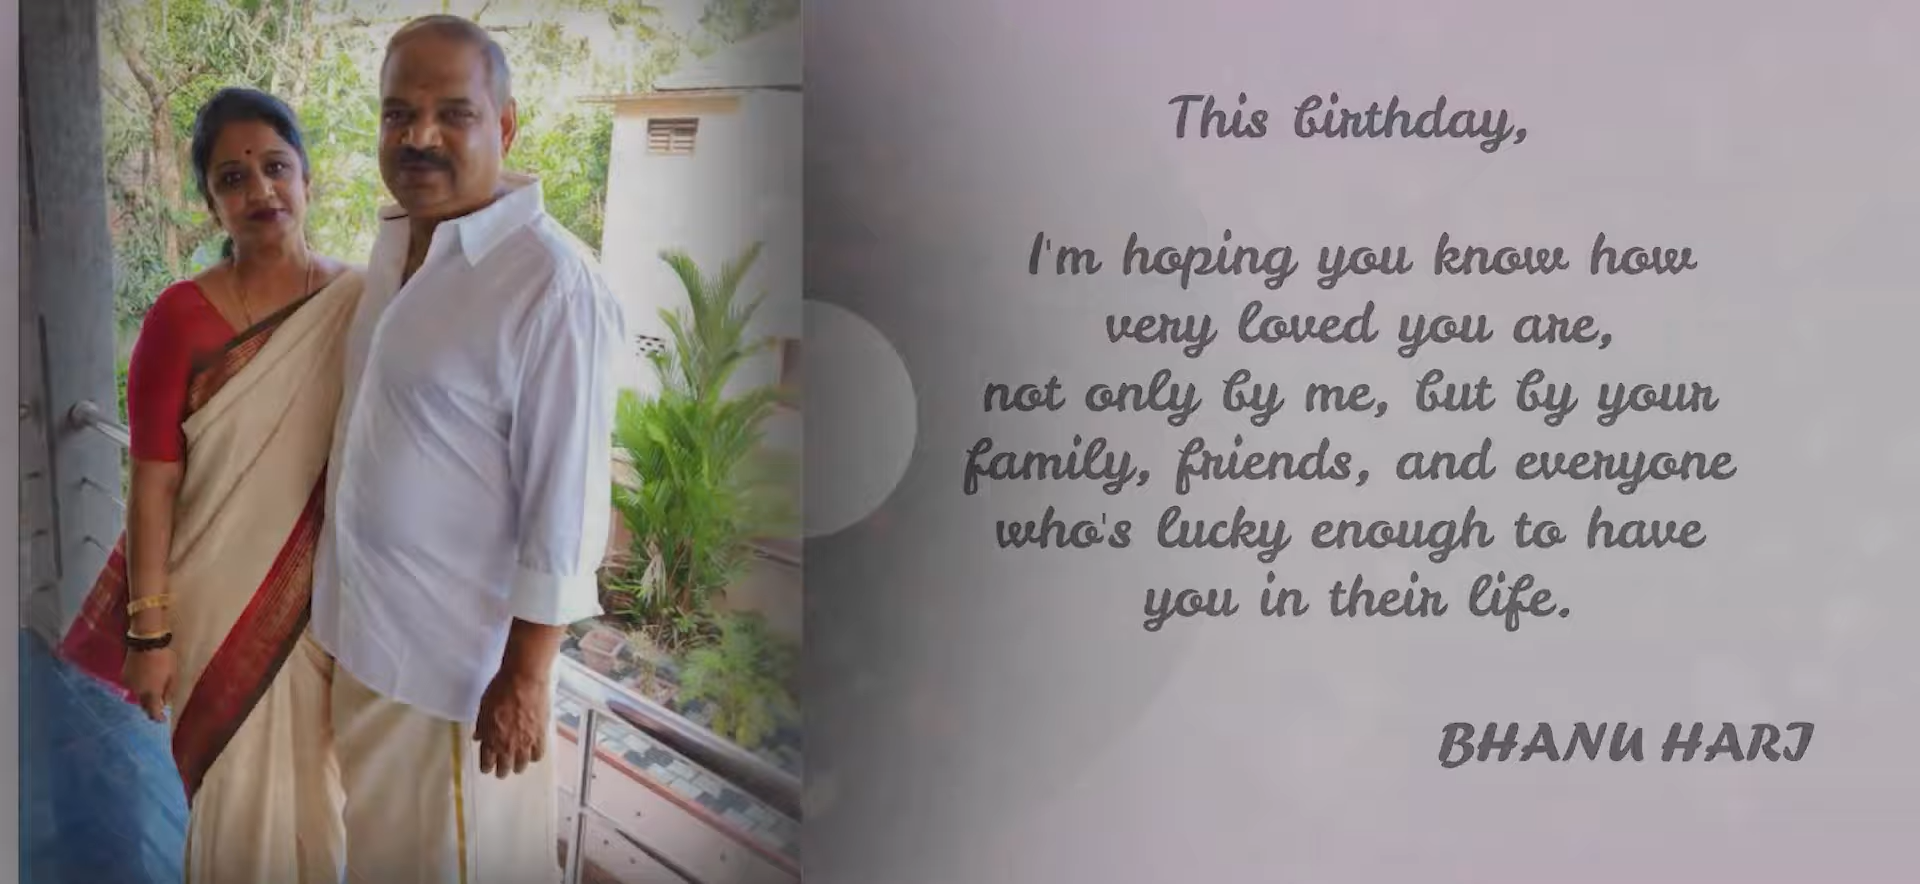 This birthday,
I'm hoping you know how
very loved you are,
not only by me, but by your
family, friends, and everyone
who's lucky enough to have
you in their life.
BHANU HARI